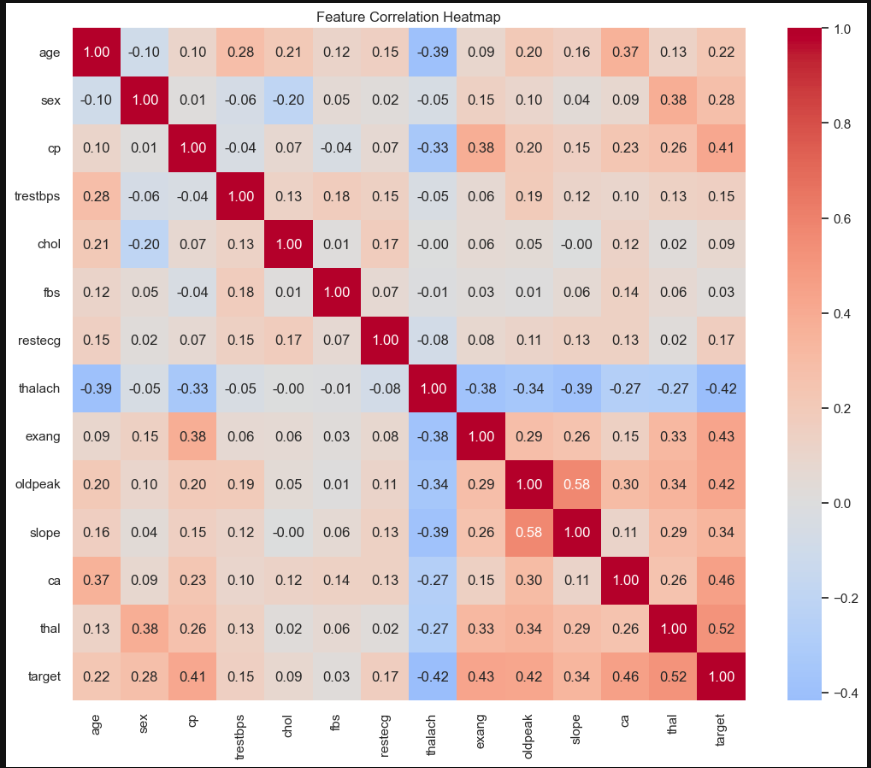 Feature Correlation Heatmap
age 1.00 -0.10 0.10 0.28 0.21 0.12 0.15 -0.39 0.09 0.20 0.16 0.37 0.13 0.22
sex -0.10 1.00 0.01 -0.06 -0.20 0.05 0.02 -0.05 0.15 0.10 0.04 0.09 0.38 0.28
cp 0.10 0.01 1.00 -0.04 0.07 -0.04 0.07 -0.33 0.38 0.20 0.15 0.23 0.26 0.41
trestbps 0.28 -0.06 -0.04 1.00 0.13 0.18 0.15 -0.05 0.06 0.19 0.12 0.10 0.13 0.15
chol 0.21 -0.20 0.07 0.13 1.00 0.01 0.17 -0.00 0.06 0.05 -0.00 0.12 0.02 0.09
fbs 0.12 0.05 -0.04 0.18 0.01 1.00 0.07 -0.01 0.03 0.01 0.06 0.14 0.06 0.03
restecg 0.15 0.02 0.07 0.15 0.17 0.07 1.00 -0.08 0.08 0.11 0.13 0.13 0.02 0.17
thalach -0.39 -0.05 -0.33 -0.05 -0.00 -0.01 -0.08 1.00 -0.38 -0.34 -0.39 -0.27 -0.27 -0.42
exang 0.09 0.15 0.38 0.06 0.06 0.03 0.08 -0.38 1.00 0.29 0.26 0.15 0.33 0.43
oldpeak 0.20 0.10 0.20 0.19 0.05 0.01 0.11 -0.34 0.29 1.00 0.58 0.30 0.34 0.42
slope 0.16 0.04 0.15 0.12 -0.00 0.06 0.13 -0.39 0.26 0.58 1.00 0.11 0.29 0.34
ca 0.37 0.09 0.23 0.10 0.12 0.14 0.13 -0.27 0.15 0.30 0.11 1.00 0.26 0.46
thal 0.13 0.38 0.26 0.13 0.02 0.06 0.02 -0.27 0.33 0.34 0.29 0.26 1.00 0.52
target 0.22 0.28 0.41 0.15 0.09 0.03 0.17 -0.42 0.43 0.42 0.34 0.46 0.52 1.00
age sex cp trestbps chol fbs restecg thalach exang oldpeak slope ca thal target
1.0
0.8
0.6
0.4
0.2
0.0
−0.2
−0.4